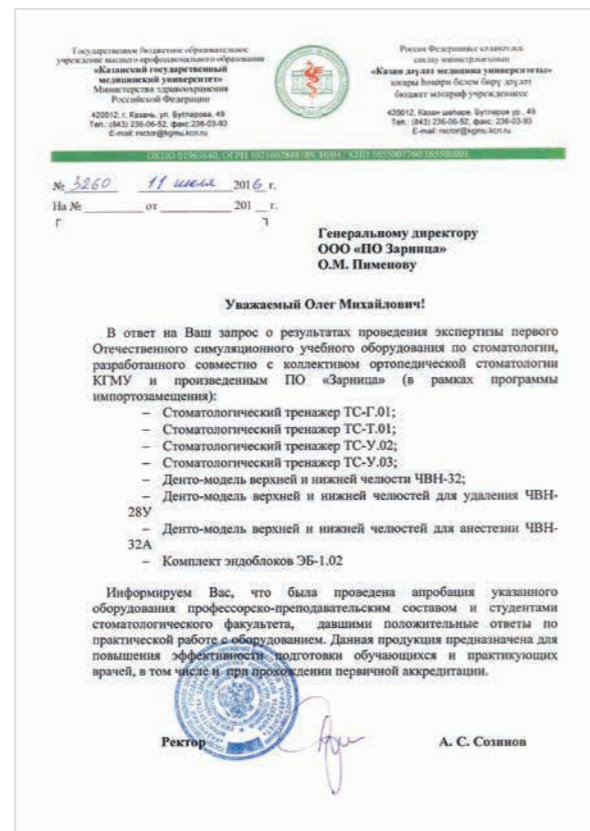 Государственное бюджетное образовательное
учреждение высшего профессионального образования
«Казанский государственный
медицинский университет»
Министерства здравоохранения
Российской Федерации
420012, г. Казань, ул. Бутлерова, 49
Тел.: (843) 236-06-52, факс: 236-03-93
E-mail: rector@kgmu.kcn.ru
Россия Федерациясе сәламәтлек
саклау министрлыгының
«Казан дәүләт медицина университеты»
югары һөнәри белем бирү дәүләт
бюджет мәгариф учреждениесе
420012, Казан шәһәре, Бутлеров ур., 49
Тел.: (843) 236-06-52, факс: 236-03-93
E-mail: rector@kgmu.kcn.ru
ОКПО 01963640, ОГРН 1021602848189, ИНН / КПП 1655007760/165501001
№ 3260 11 июля 2016 г.
На № от 201 г.
Генеральному директору
ООО «ПО Зарница»
О.М. Пименову
Уважаемый Олег Михайлович!
В ответ на Ваш запрос о результатах проведения экспертизы первого
Отечественного симуляционного учебного оборудования по стоматологии,
разработанного совместно с коллективом ортопедической стоматологии
КГМУ и произведенным ПО «Зарница» (в рамках программы
импортозамещения):
– Стоматологический тренажер ТС-Г.01;
– Стоматологический тренажер ТС-Т.01;
– Стоматологический тренажер ТС-У.02;
– Стоматологический тренажер ТС-У.03;
– Денто-модель верхней и нижней челюсти ЧВН-32;
– Денто-модель верхней и нижней челюстей для удаления ЧВН-
28У
– Денто-модель верхней и нижней челюстей для анестезии ЧВН-
32А
– Комплект эндоблоков ЭБ-1.02
Информируем Вас, что была проведена апробация указанного
оборудования профессорско-преподавательским составом и студентами
стоматологического факультета, давшими положительные ответы по
практической работе с оборудованием. Данная продукция предназначена для
повышения эффективности подготовки обучающихся и практикующих
врачей, в том числе и при прохождении первичной аккредитации.
Ректор А. С. Созинов